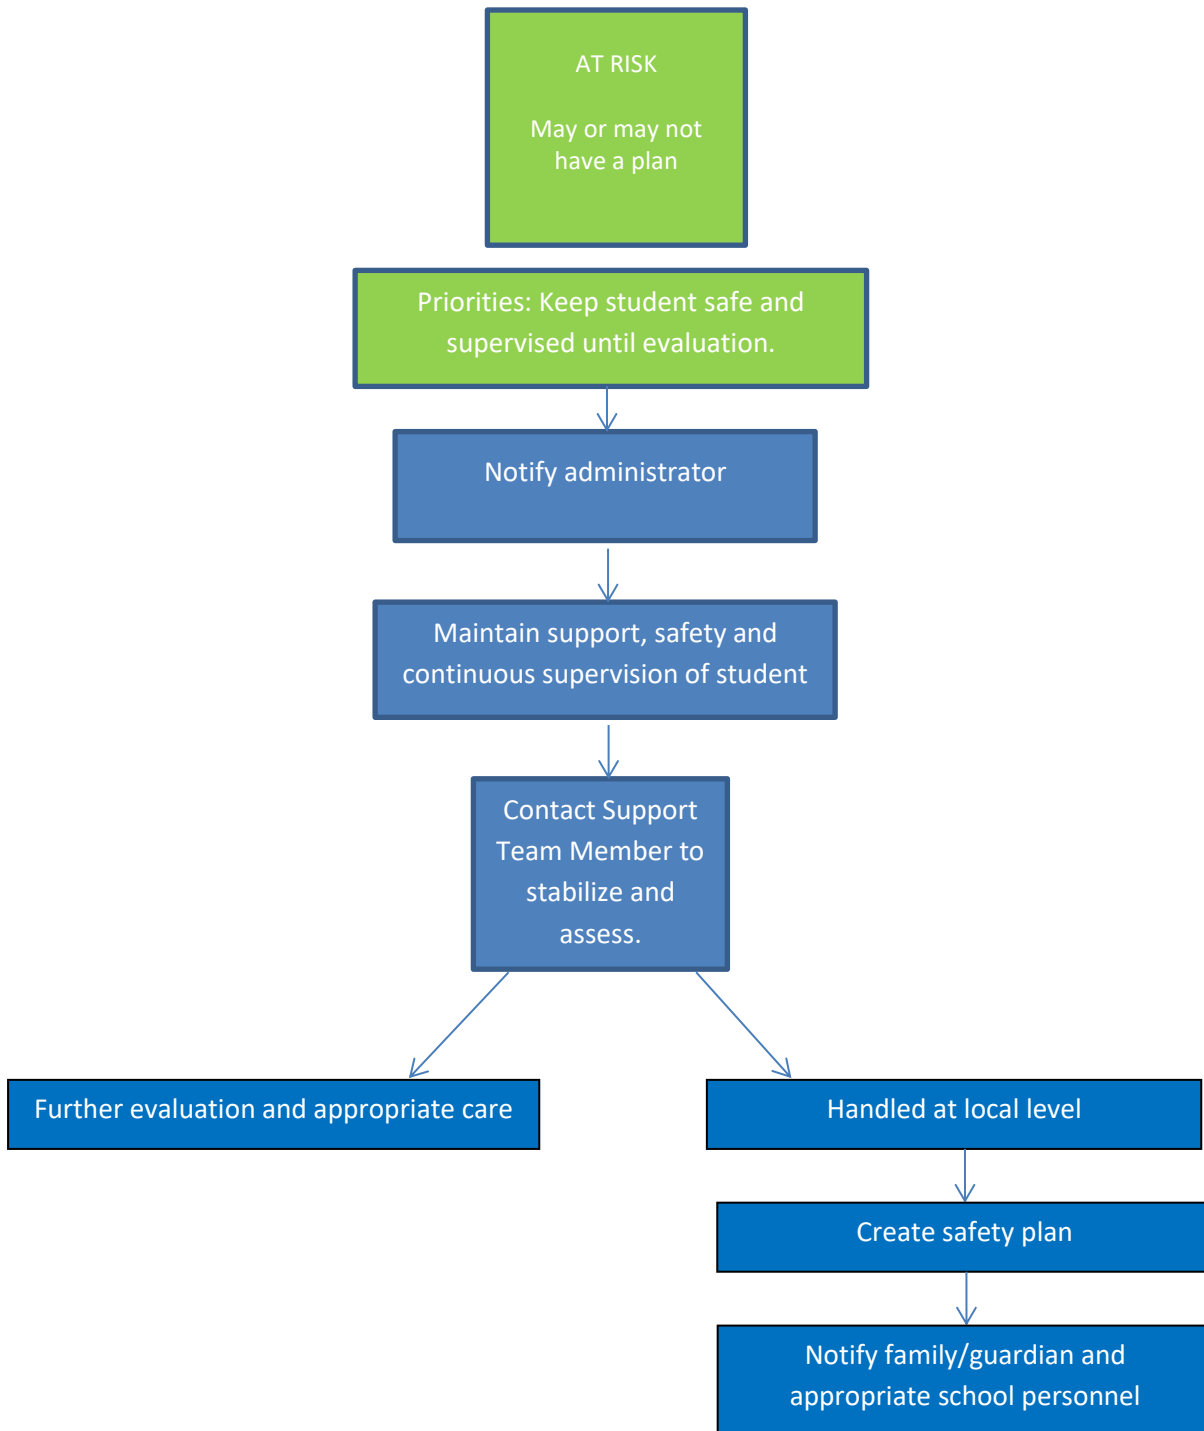 AT RISK
May or may not
have a plan
Priorities: Keep student safe and
supervised until evaluation.
Notify administrator
Maintain support, safety and
continuous supervision of student
Contact Support
Team Member to
stabilize and
assess.
Further evaluation and appropriate care
Handled at local level
Create safety plan
Notify family/guardian and
appropriate school personnel